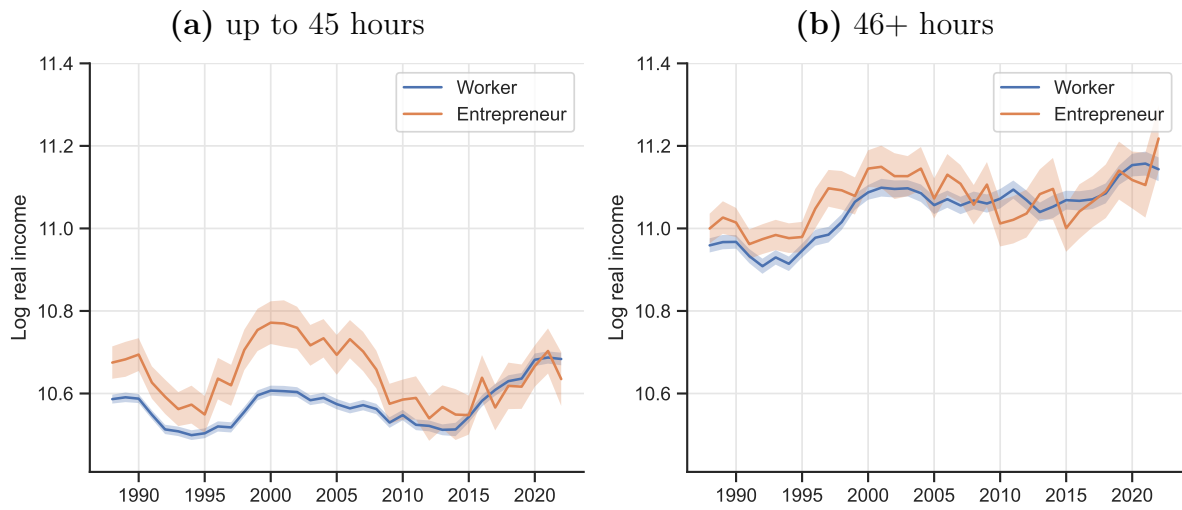 (a) up to 45 hours
Log real income
11.4
11.2
11.0
10.8
10.6
Worker
Entrepreneur
1990 1995 2000 2005 2010 2015 2020
(b) 46+ hours
Log real income
11.4
11.2
11.0
10.8
10.6
Worker
Entrepreneur
1990 1995 2000 2005 2010 2015 2020